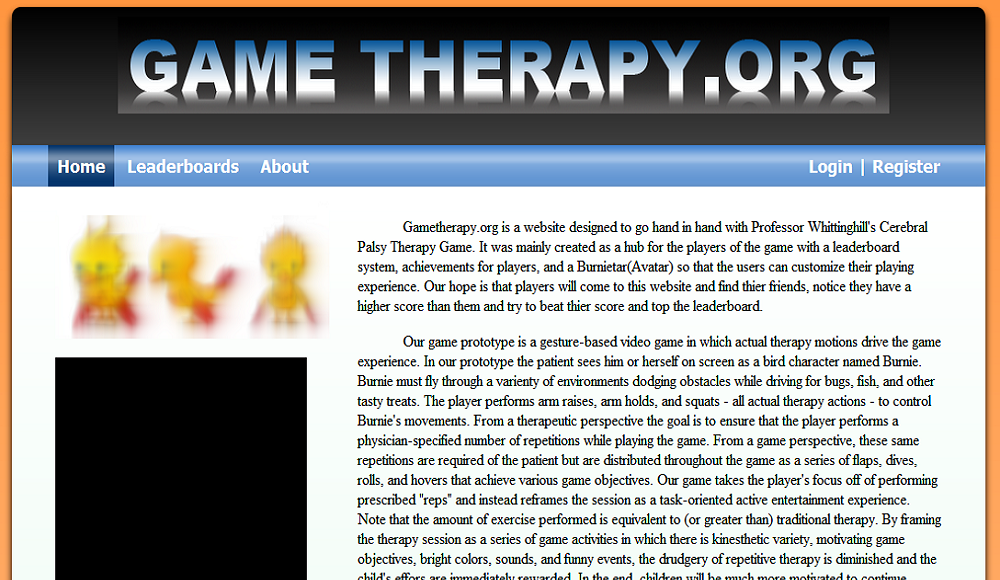 GAME THERAPY.ORG
Home Leaderboards About Login | Register
Gametherapy.org is a website designed to go hand in hand with Professor Whittinghill's Cerebral
Palsy Therapy Game. It was mainly created as a hub for the players of the game with a leaderboard
system, achievements for players, and a Burnietar(Avatar) so that the users can customize their playing
experience. Our hope is that players will come to this website and find thier friends, notice they have a
higher score than them and try to beat thier score and top the leaderboard.
Our game prototype is a gesture-based video game in which actual therapy motions drive the game
experience. In our prototype the patient sees him or herself on screen as a bird character named Burnie.
Burnie must fly through a varienty of environments dodging obstacles while driving for bugs, fish, and other
tasty treats. The player performs arm raises, arm holds, and squats - all actual therapy actions - to control
Burnie's movements. From a therapeutic perspective the goal is to ensure that the player performs a
physician-specified number of repetitions while playing the game. From a game perspective, these same
repetitions are required of the patient but are distributed throughout the game as a series of flaps, dives,
rolls, and hovers that achieve various game objectives. Our game takes the player's focus off of performing
prescribed "reps" and instead reframes the session as a task-oriented active entertainment experience.
Note that the amount of exercise performed is equivalent to (or greater than) traditional therapy. By framing
the therapy session as a series of game activities in which there is kinesthetic variety, motivating game
objectives, bright colors, sounds, and funny events, the drudgery of repetitive therapy is diminished and the
child's effors are immediately rewarded. In the end, children will be much more motivated to continue